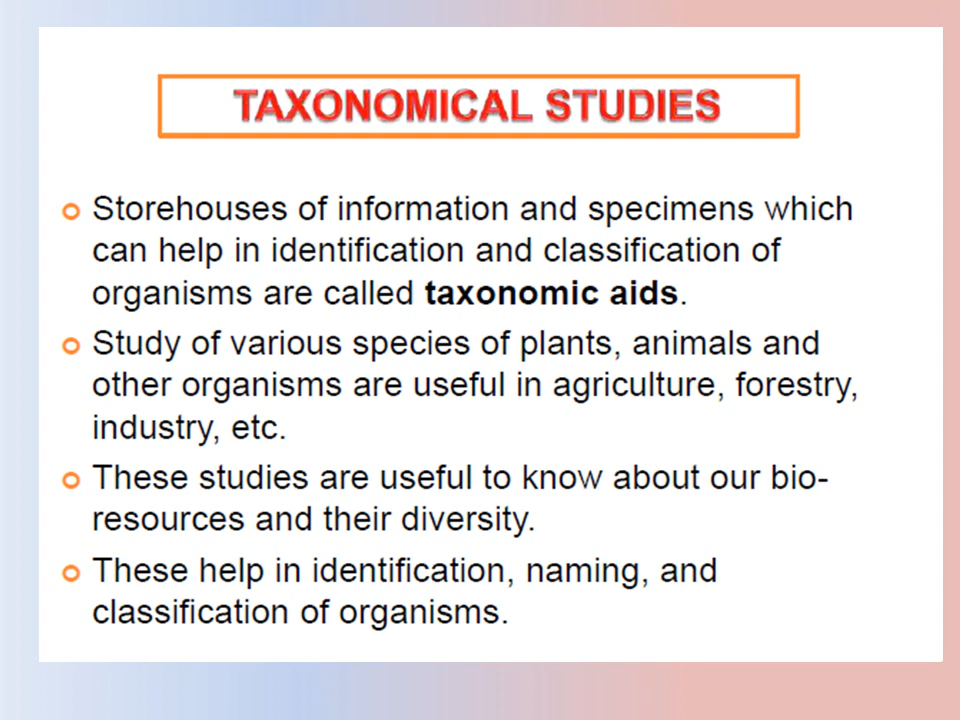 TAXONOMICAL STUDIES
Storehouses of information and specimens which
can help in identification and classification of
organisms are called taxonomic aids.
Study of various species of plants, animals and
other organisms are useful in agriculture, forestry,
industry, etc.
These studies are useful to know about our bio-
resources and their diversity.
These help in identification, naming, and
classification of organisms.